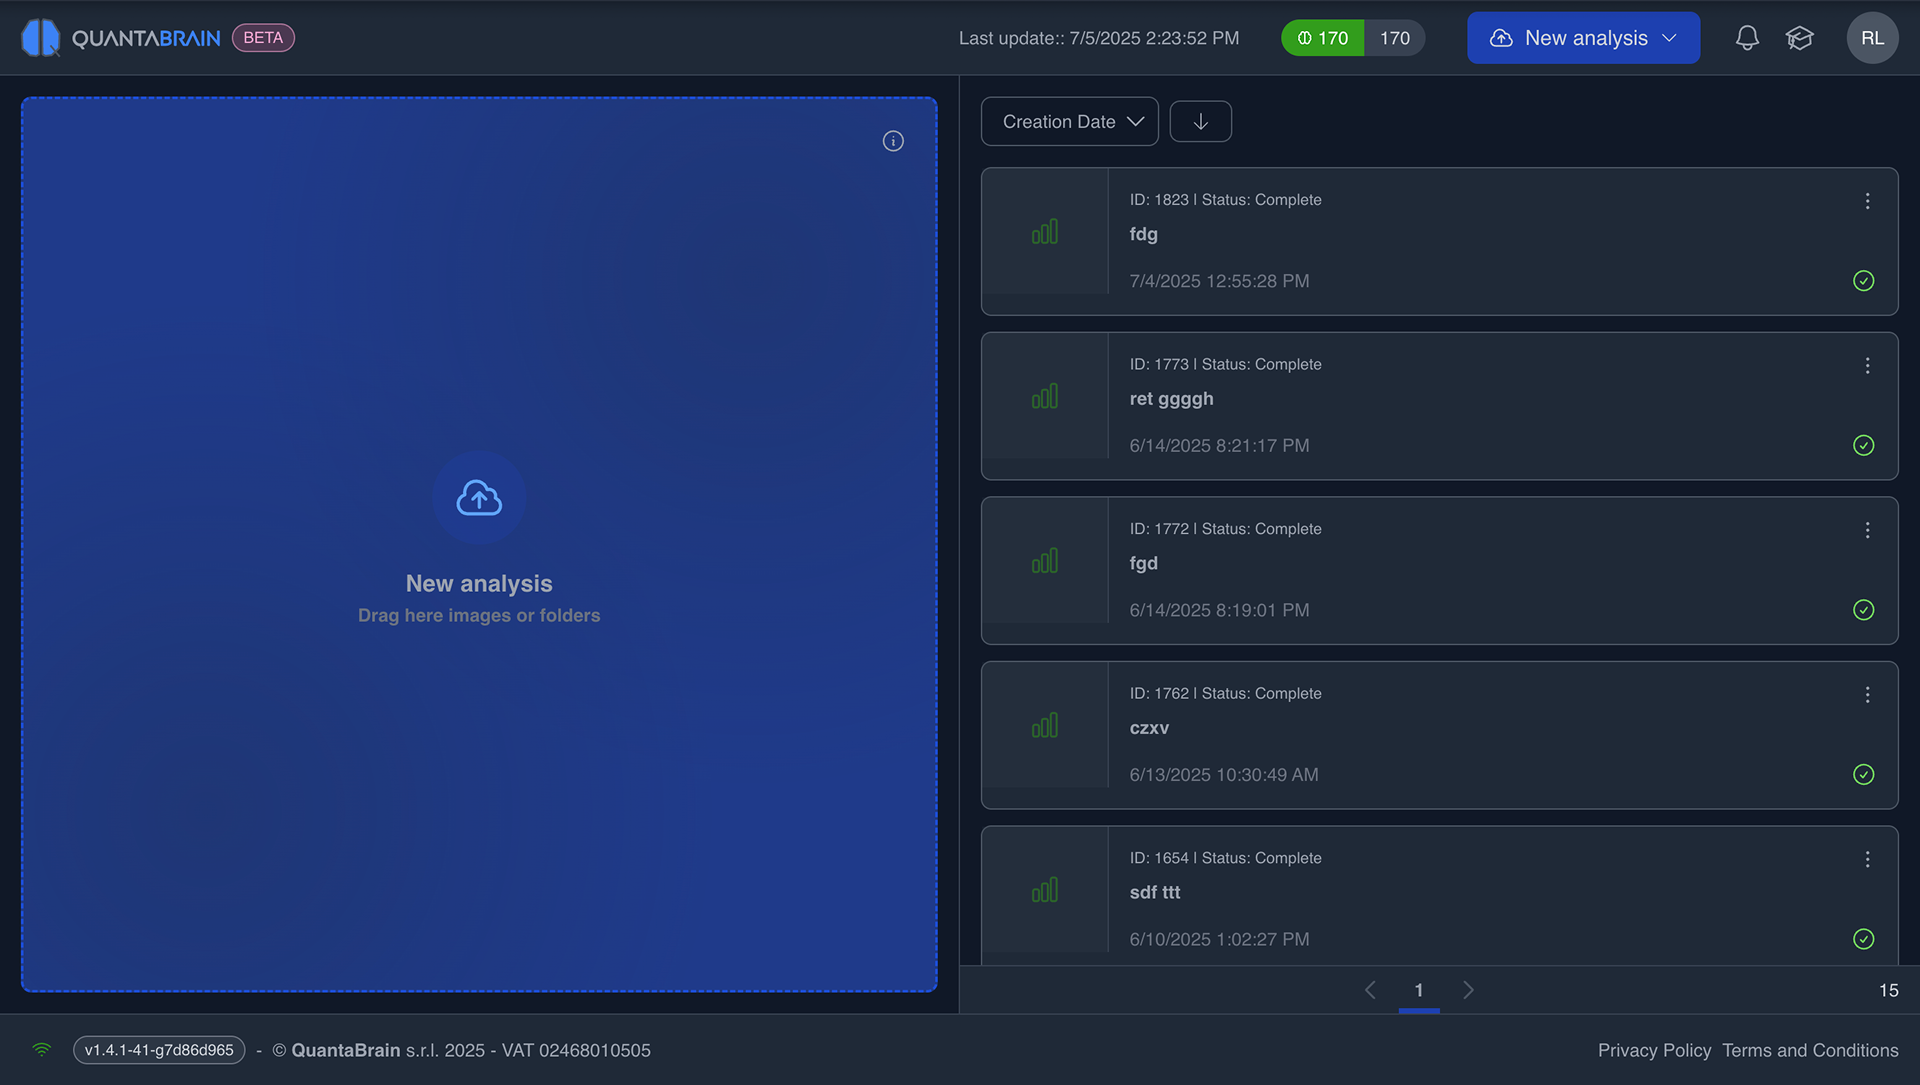 QUANTABRAIN BETA
Last update:: 7/5/2025 2:23:52 PM
170 170
New analysis
RL
New analysis
Drag here images or folders
Creation Date
ID: 1823 | Status: Complete
fdg
7/4/2025 12:55:28 PM
ID: 1773 | Status: Complete
ret ggggh
6/14/2025 8:21:17 PM
ID: 1772 | Status: Complete
fgd
6/14/2025 8:19:01 PM
ID: 1762 | Status: Complete
czxv
6/13/2025 10:30:49 AM
ID: 1654 | Status: Complete
sdf ttt
6/10/2025 1:02:27 PM
1
15
v1.4.1-41-g7d86d965 - © QuantaBrain s.r.l. 2025 - VAT 02468010505
Privacy Policy Terms and Conditions